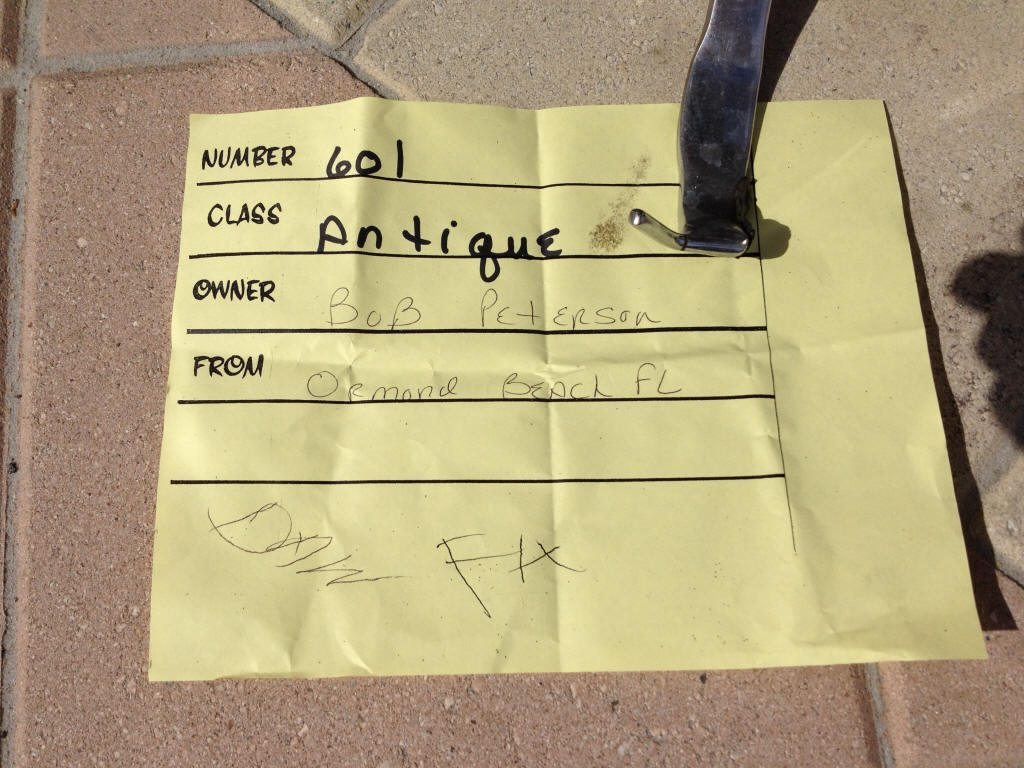 NUMBER 601
CLASS Antique
OWNER BOB PETERSON
FROM ORMOND BEACH FL